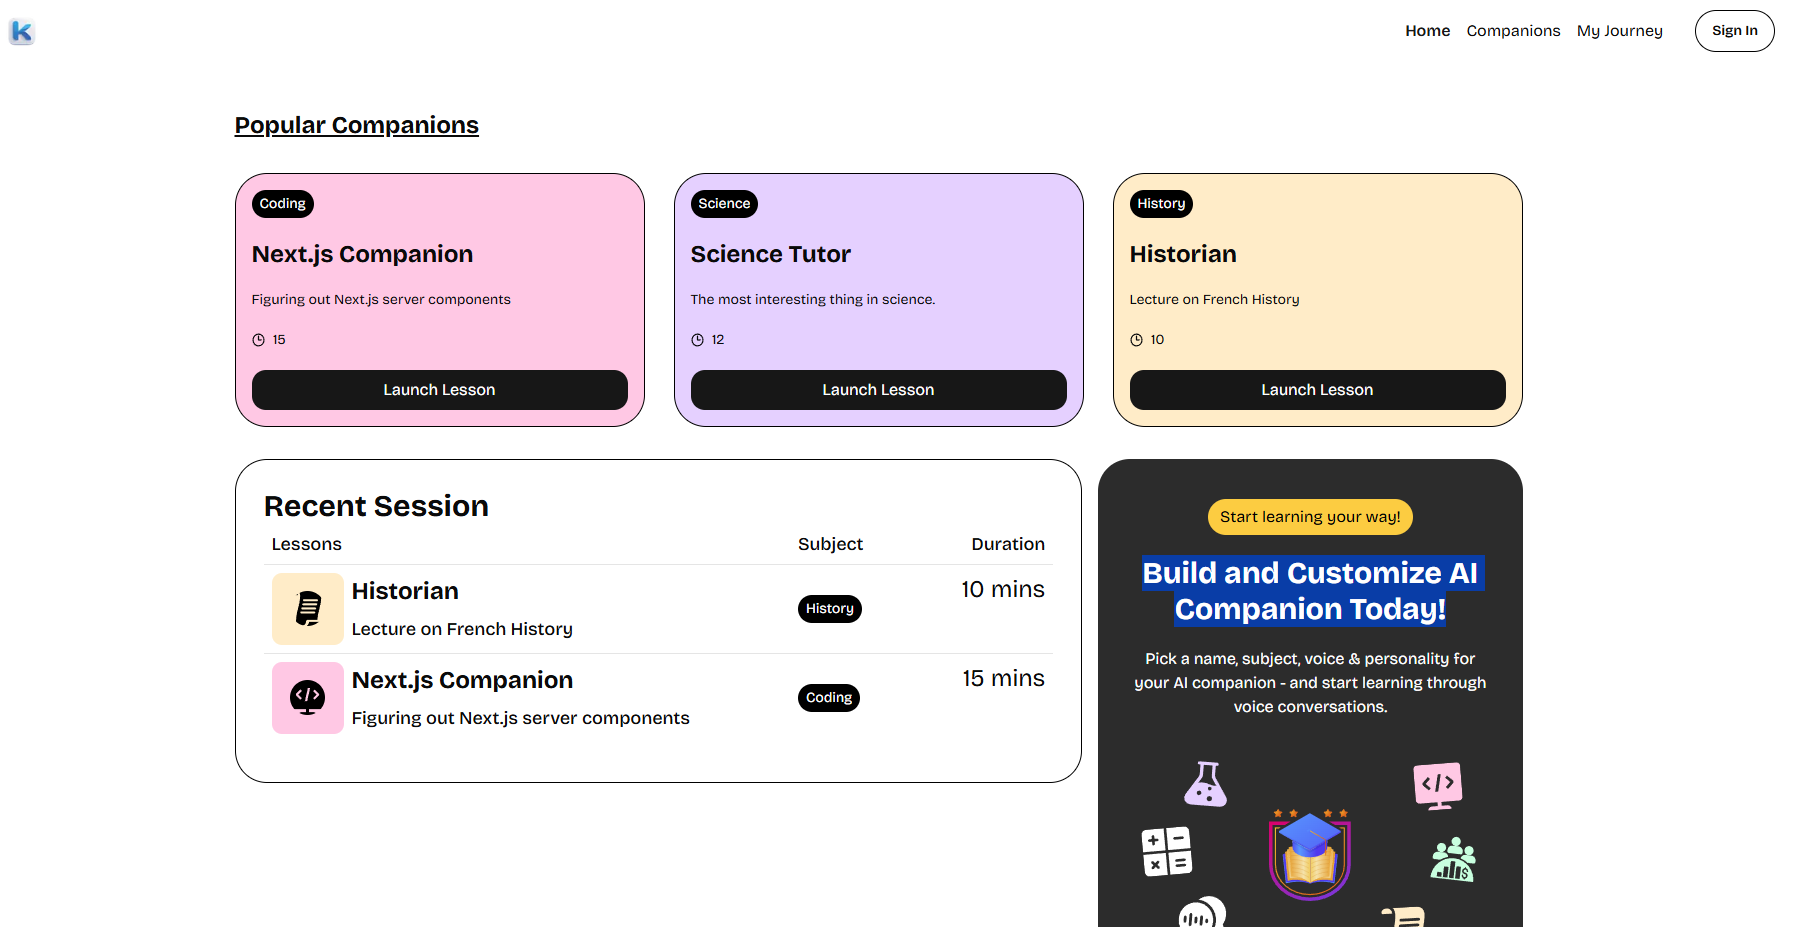 k
Home Companions My Journey Sign In
Popular Companions
Coding
Next.js Companion
Figuring out Next.js server components
15
Launch Lesson
Science
Science Tutor
The most interesting thing in science.
12
Launch Lesson
History
Historian
Lecture on French History
10
Launch Lesson
Recent Session
Lessons Subject Duration
Historian
Lecture on French History
History
10 mins
Next.js Companion
Figuring out Next.js server components
Coding
15 mins
Start learning your way!
Build and Customize AI
Companion Today!
Pick a name, subject, voice & personality for
your AI companion - and start learning through
voice conversations.